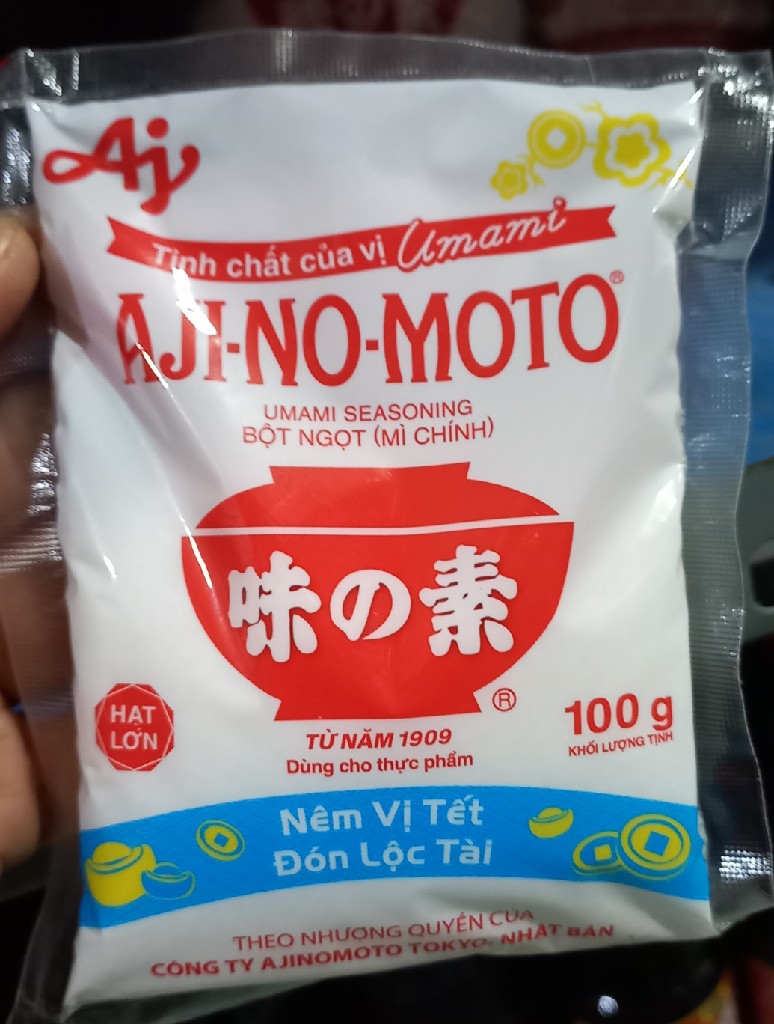 Aj
Tinh chất của vị Umami
AJI-NO-MOTO®
UMAMI SEASONING
BỘT NGỌT (MÌ CHÍNH)
味の素
®
HẠT
LỚN
TỪ NĂM 1909
Dùng cho thực phẩm
100 g
KHỐI LƯỢNG TỊNH
Nêm Vị Tết
Đón Lộc Tài
THEO NHƯỢNG QUYỀN CỦA
CÔNG TY AJINOMOTO TOKYO, NHẬT BẢN